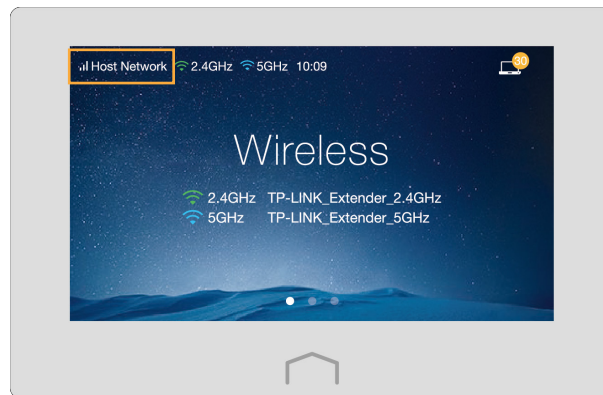 Host Network 2.4GHz 5GHz 10:09
30
Wireless
2.4GHz TP-LINK_Extender_2.4GHz
5GHz TP-LINK_Extender_5GHz